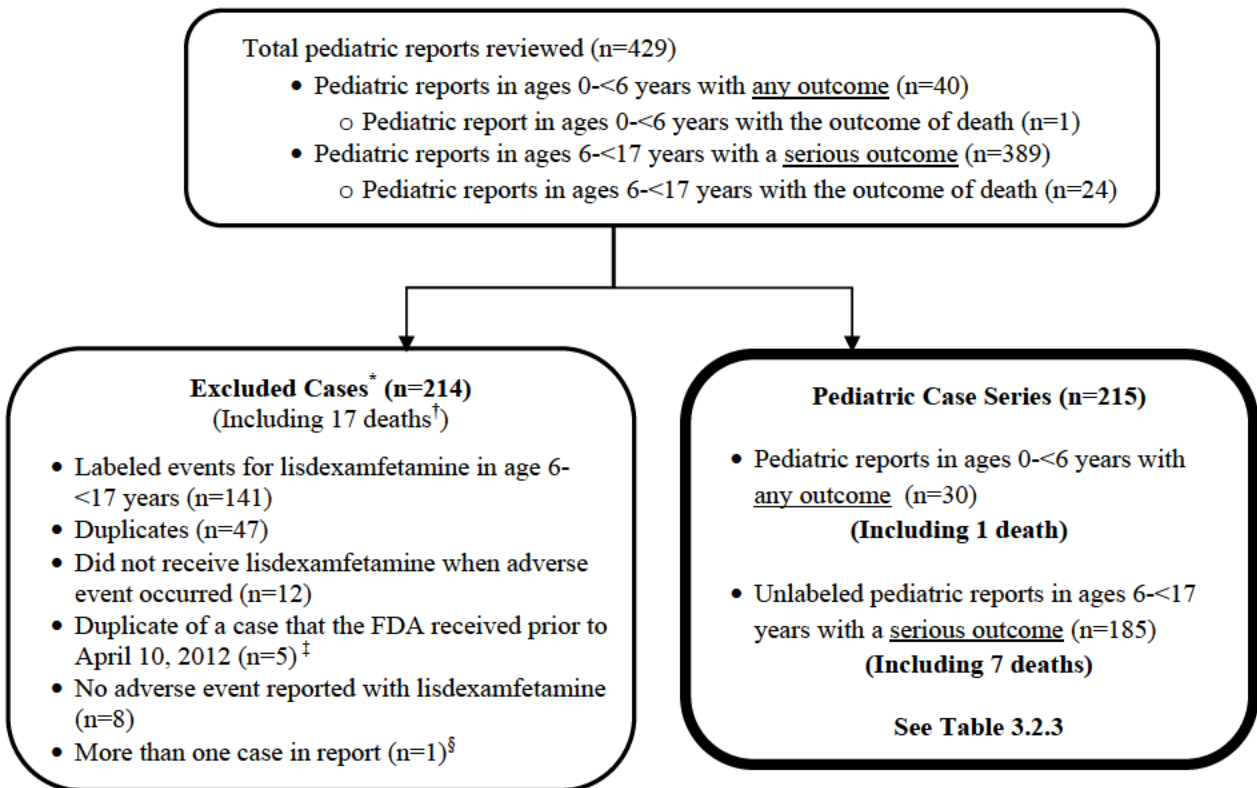 Total pediatric reports reviewed (n=429)
• Pediatric reports in ages 0-<6 years with any outcome (n=40)
o Pediatric report in ages 0-<6 years with the outcome of death (n=1)
• Pediatric reports in ages 6-<17 years with a serious outcome (n=389)
o Pediatric reports in ages 6-<17 years with the outcome of death (n=24)
Excluded Cases* (n=214)
(Including 17 deaths†)
• Labeled events for lisdexamfetamine in age 6-
<17 years (n=141)
• Duplicates (n=47)
• Did not receive lisdexamfetamine when adverse
event occurred (n=12)
• Duplicate of a case that the FDA received prior to
April 10, 2012 (n=5)‡
• No adverse event reported with lisdexamfetamine
(n=8)
• More than one case in report (n=1)§
Pediatric Case Series (n=215)
• Pediatric reports in ages 0-<6 years with
any outcome (n=30)
(Including 1 death)
• Unlabeled pediatric reports in ages 6-<17
years with a serious outcome (n=185)
(Including 7 deaths)
See Table 3.2.3